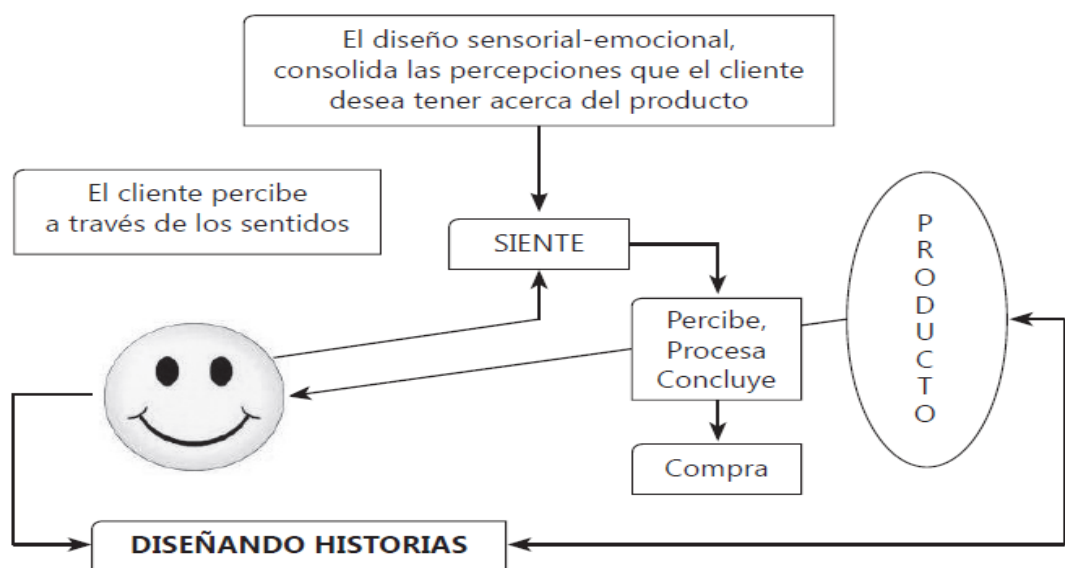 El diseño sensorial-emocional,
consolida las percepciones que el cliente
desea tener acerca del producto
El cliente percibe
a través de los sentidos
SIENTE
Percibe,
Procesa
Concluye
Compra
PRODUCTO
DISEÑANDO HISTORIAS